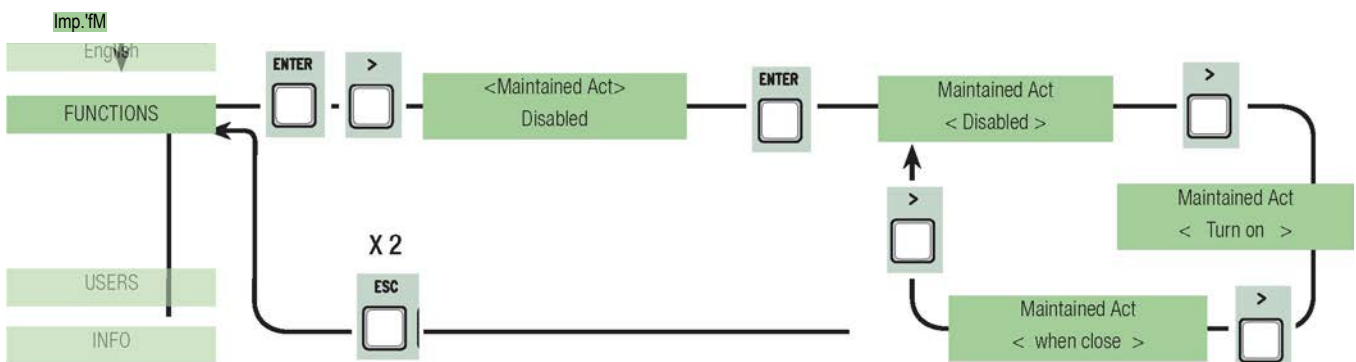 Imp.'fM
English
FUNCTIONS
ENTER
>
<Maintained Act>
Disabled
ENTER
Maintained Act
< Disabled >
>
Maintained Act
< Turn on >
>
Maintained Act
< when close >
>
X 2
ESC
USERS
INFO